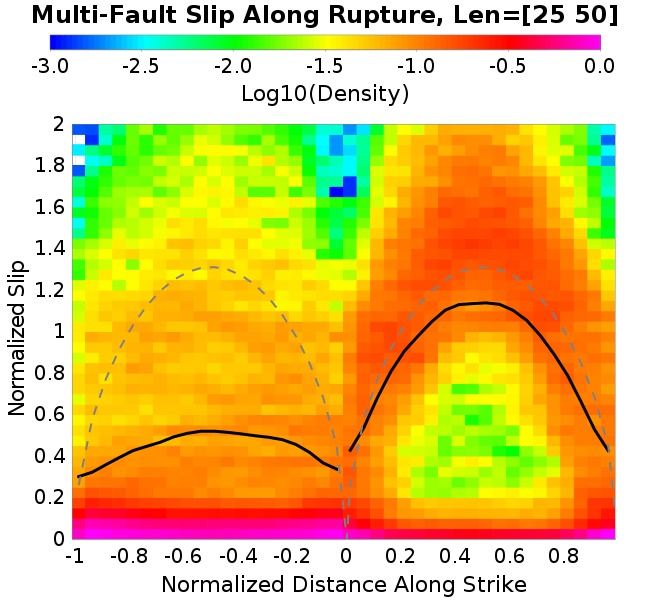 Multi-Fault Slip Along Rupture, Len=[25 50]
-3.0 -2.5 -2.0 -1.5 -1.0 -0.5 0.0
Log10(Density)
2
1.8
1.6
1.4
1.2
1
0.8
0.6
0.4
0.2
0
Normalized Slip
-1 -0.8 -0.6 -0.4 -0.2 0 0.2 0.4 0.6 0.8
Normalized Distance Along Strike